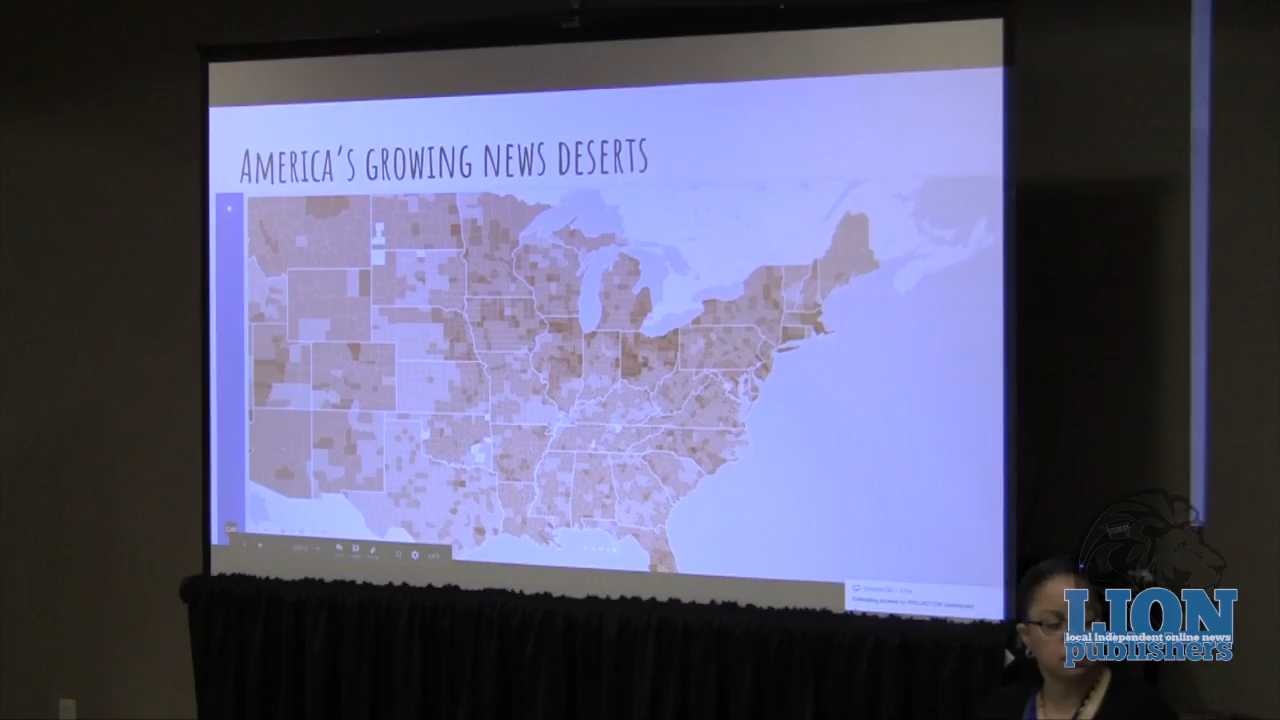 AMERICA'S GROWING NEWS DESERTS
LION
local independent online news
publishers